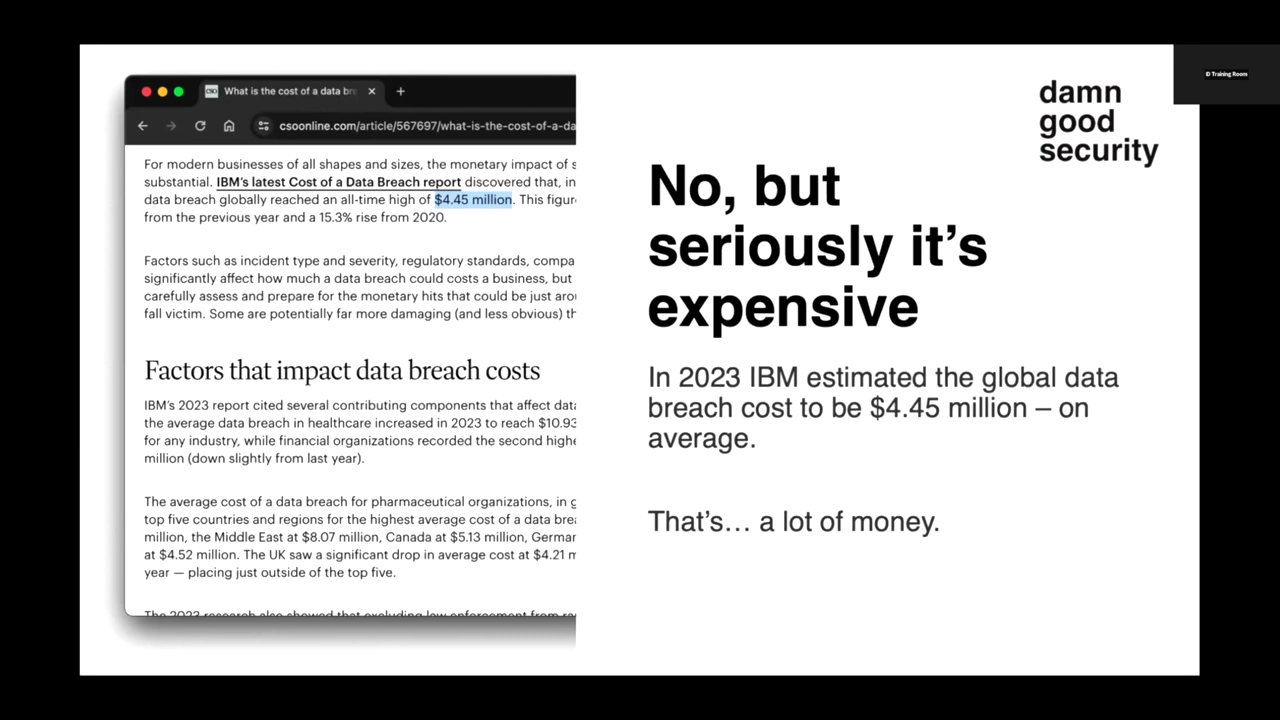 What is the cost of a data bre
csoonline.com/article/567697/what-is-the-cost-of-a-da
For modern businesses of all shapes and sizes, the monetary impact of
substantial. IBM's latest Cost of a Data Breach report discovered that, in
data breach globally reached an all-time high of $4.45 million. This figur
from the previous year and a 15.3% rise from 2020.
Factors such as incident type and severity, regulatory standards, compa
significantly affect how much a data breach could costs a business, but
carefully assess and prepare for the monetary hits that could be just arou
fall victim. Some are potentially far more damaging (and less obvious) th
Factors that impact data breach costs
IBM's 2023 report cited several contributing components that affect data
the average data breach in healthcare increased in 2023 to reach $10.93
for any industry, while financial organizations recorded the second highe
million (down slightly from last year).
The average cost of a data breach for pharmaceutical organizations, in g
top five countries and regions for the highest average cost of a data brea
million, the Middle East at $8.07 million, Canada at $5.13 million, German
at $4.52 million. The UK saw a significant drop in average cost at $4.21 m
year — placing just outside of the top five.
ID Training Room
damn
good
security
No, but
seriously it's
expensive
In 2023 IBM estimated the global data
breach cost to be $4.45 million – on
average.
That's… a lot of money.